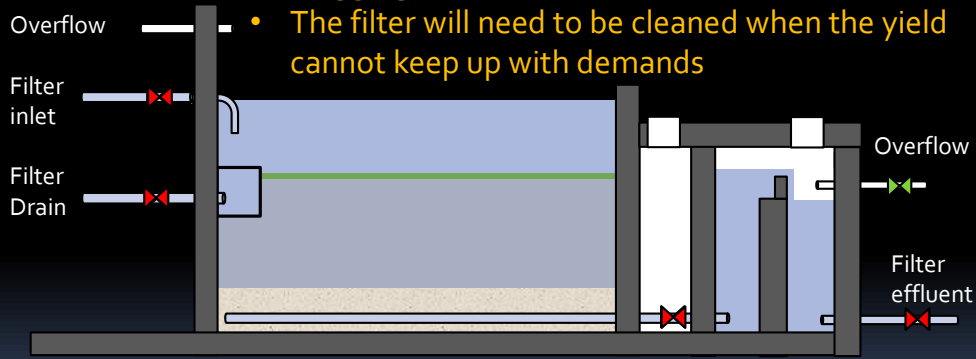 Overflow
• The filter will need to be cleaned when the yield
cannot keep up with demands
Filter
inlet
Filter
Drain
Overflow
Filter
effluent